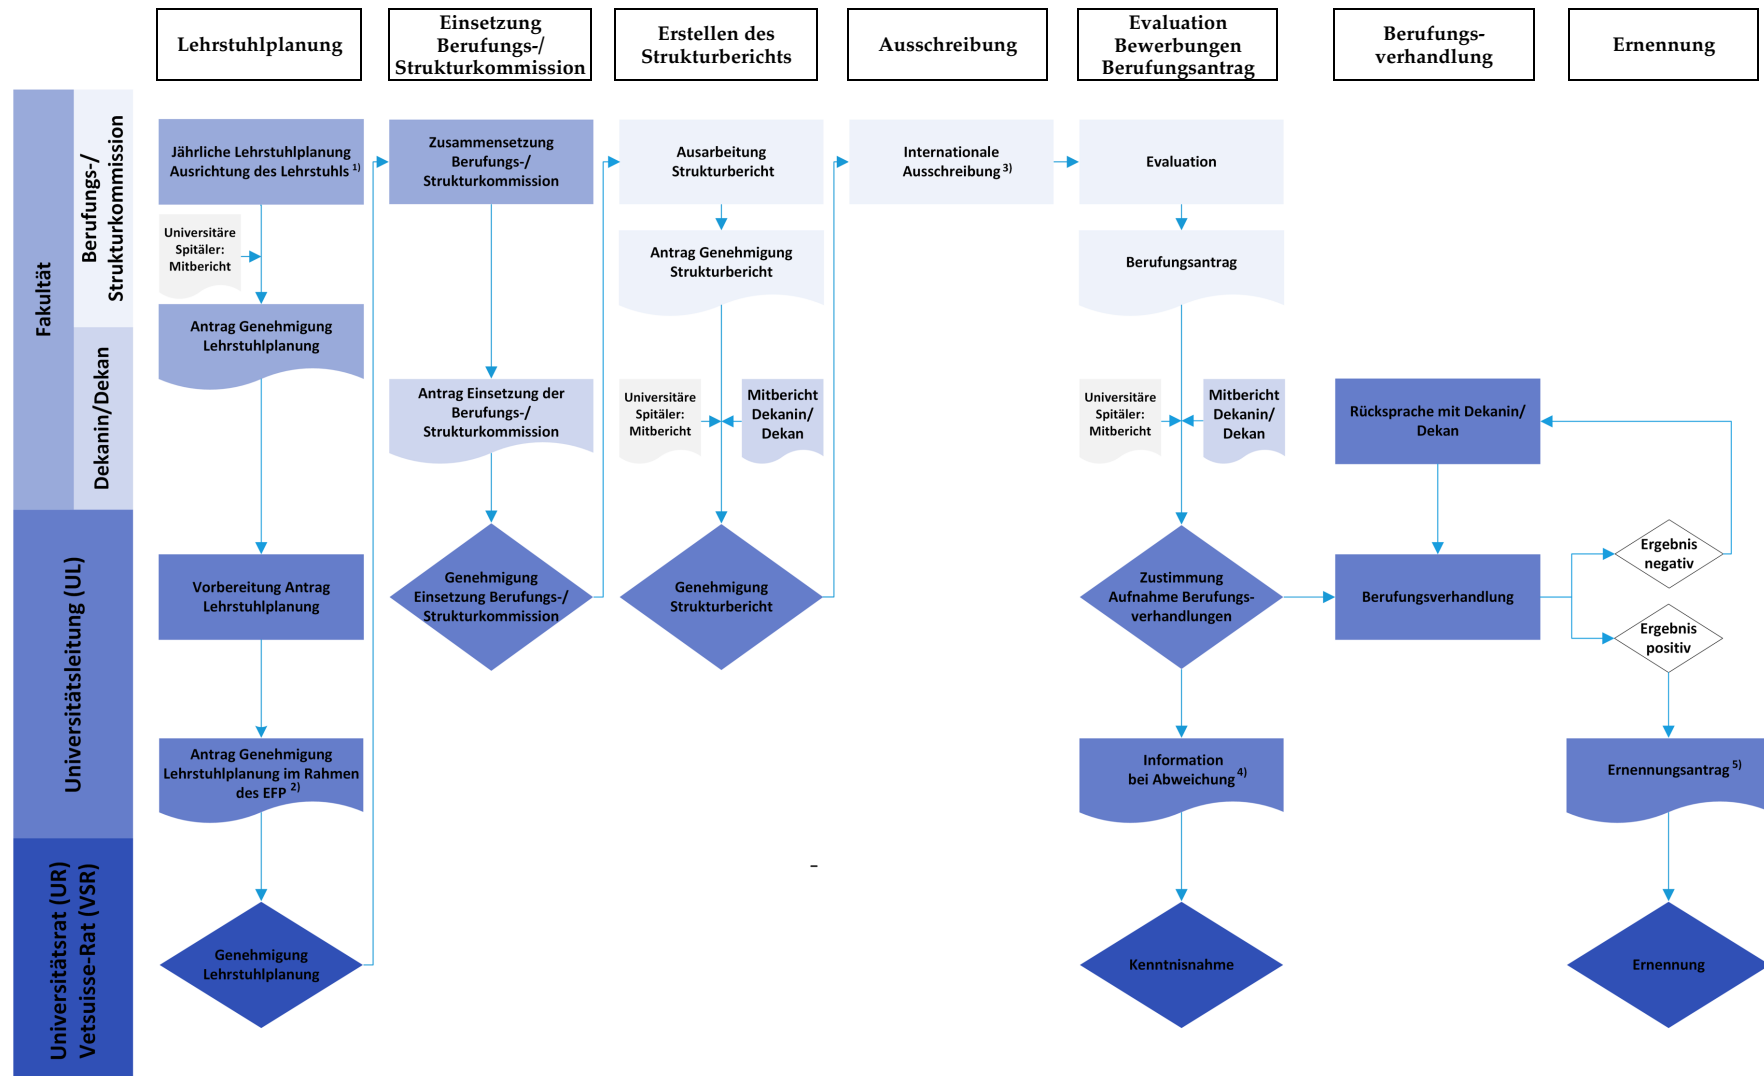 Lehrstuhlplanung
Einsetzung
Berufungs-/
Strukturkommission
Erstellen des
Strukturberichts
Ausschreibung
Evaluation
Bewerbungen
Berufungsantrag
Berufungs-
verhandlung
Ernennung
Fakultät
Berufungs-/
Strukturkommission
Dekanin/Dekan
Universitätsleitung (UL)
Universitätsrat (UR)
Vetsuisse-Rat (VSR)
Jährliche Lehrstuhlplanung
Ausrichtung des Lehrstuhls 1)
Universitäre
Spitäler:
Mitbericht
Antrag Genehmigung
Lehrstuhlplanung
Vorbereitung Antrag
Lehrstuhlplanung
Antrag Genehmigung
Lehrstuhlplanung im Rahmen
des EFP 2)
Genehmigung
Lehrstuhlplanung
Zusammensetzung
Berufungs-/
Strukturkommission
Antrag Einsetzung der
Berufungs-/
Strukturkommission
Genehmigung
Einsetzung Berufungs-/
Strukturkommission
Ausarbeitung
Strukturbericht
Antrag Genehmigung
Strukturbericht
Universitäre
Spitäler:
Mitbericht
Mitbericht
Dekanin/
Dekan
Genehmigung
Strukturbericht
-
Internationale
Ausschreibung 3)
Evaluation
Berufungsantrag
Universitäre
Spitäler:
Mitbericht
Mitbericht
Dekanin/
Dekan
Zustimmung
Aufnahme Berufungs-
verhandlungen
Information
bei Abweichung 4)
Kenntnisnahme
Rücksprache mit Dekanin/
Dekan
Berufungsverhandlung
Ergebnis
negativ
Ergebnis
positiv
Ernennungsantrag 5)
Ernennung